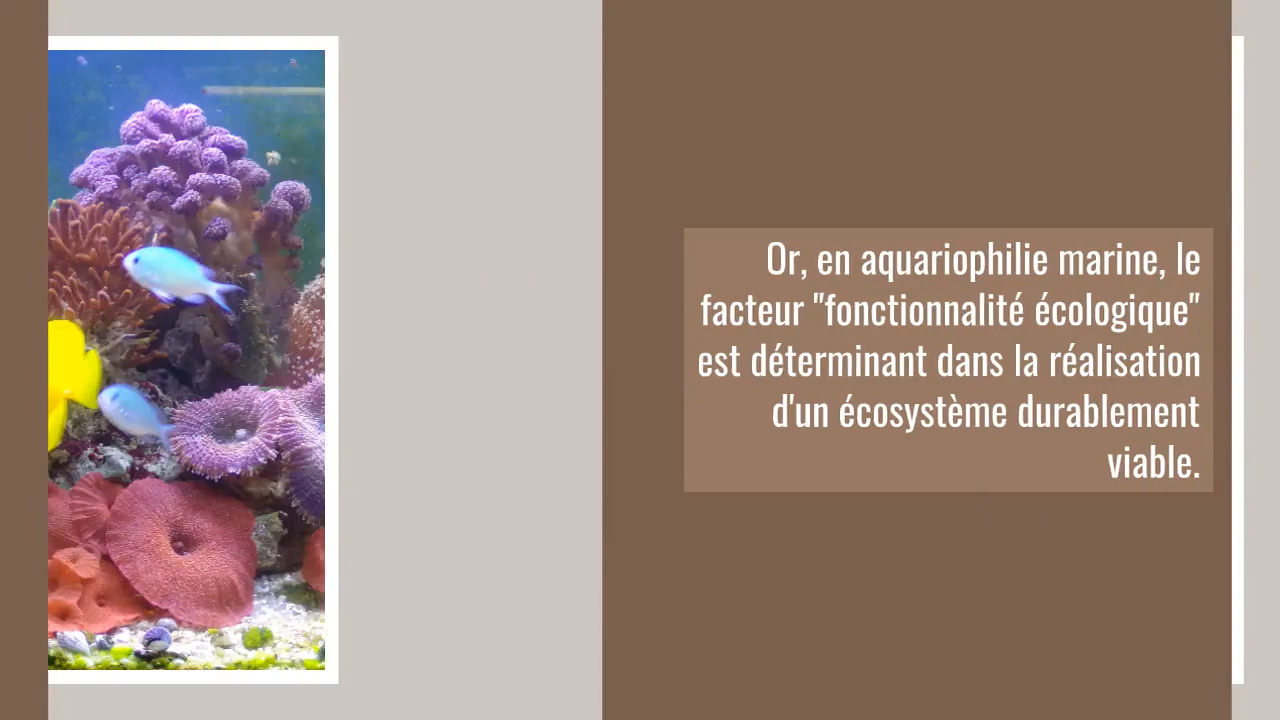 Or, en aquariophilie marine, le
facteur "fonctionnalité écologique"
est déterminant dans la réalisation
d'un écosystème durablement
viable.